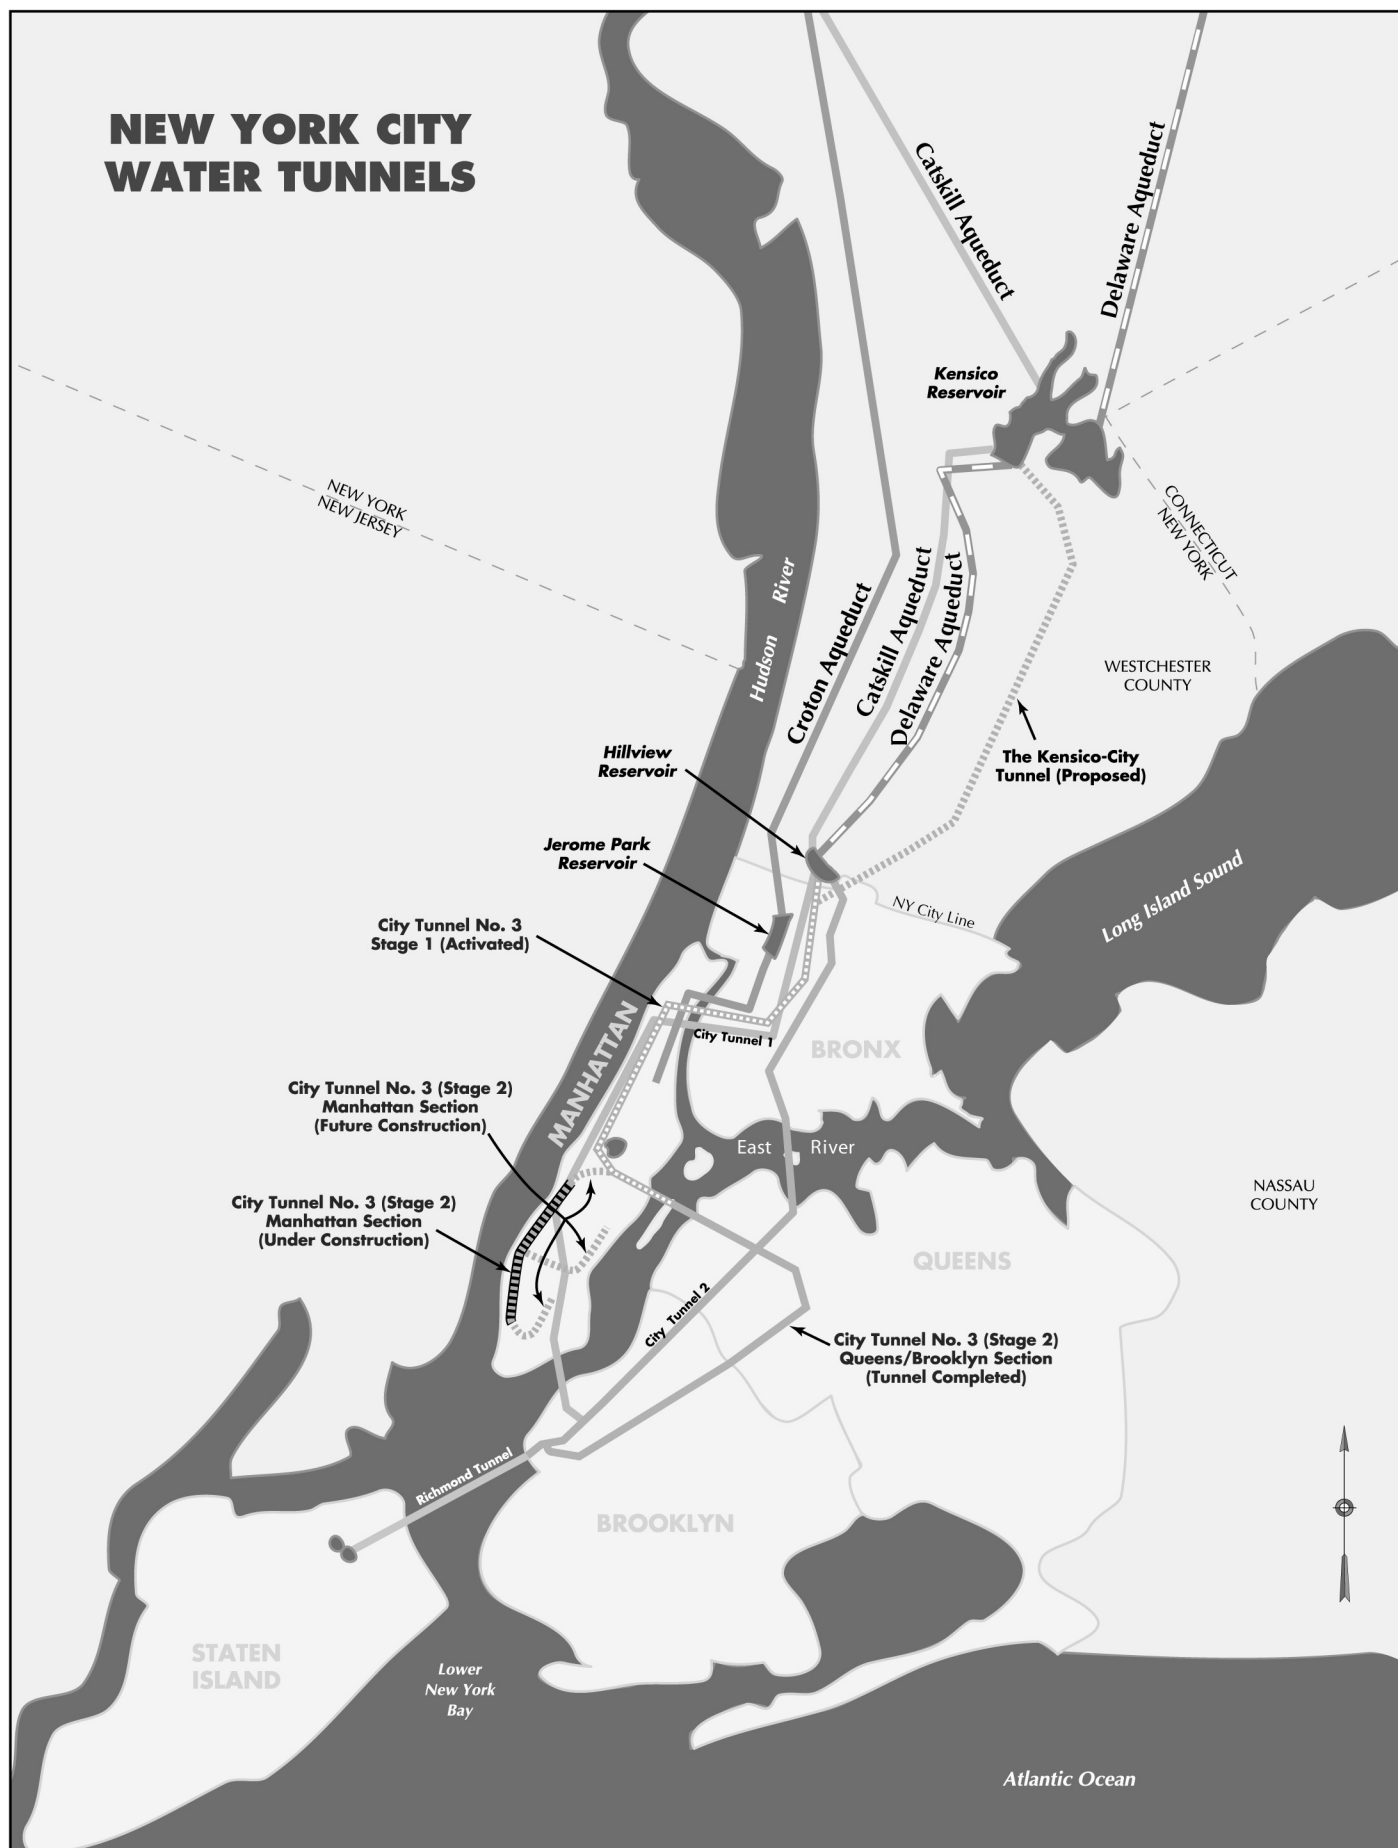 NEW YORK CITY
WATER TUNNELS
Catskill Aqueduct
Delaware Aqueduct
Kensico
Reservoir
NEW YORK
NEW JERSEY
CONNECTICUT
NEW YORK
Hudson River
Croton Aqueduct
Catskill Aqueduct
Delaware Aqueduct
WESTCHESTER
COUNTY
The Kensico-City
Tunnel (Proposed)
Hillview
Reservoir
Jerome Park
Reservoir
NY City Line
Long Island Sound
City Tunnel No. 3
Stage 1 (Activated)
MANHATTAN
City Tunnel 1
BRONX
City Tunnel No. 3 (Stage 2)
Manhattan Section
(Future Construction)
East River
City Tunnel No. 3 (Stage 2)
Manhattan Section
(Under Construction)
NASSAU
COUNTY
QUEENS
City Tunnel 2
City Tunnel No. 3 (Stage 2)
Queens/Brooklyn Section
(Tunnel Completed)
Richmond Tunnel
BROOKLYN
STATEN
ISLAND
Lower
New York
Bay
Atlantic Ocean